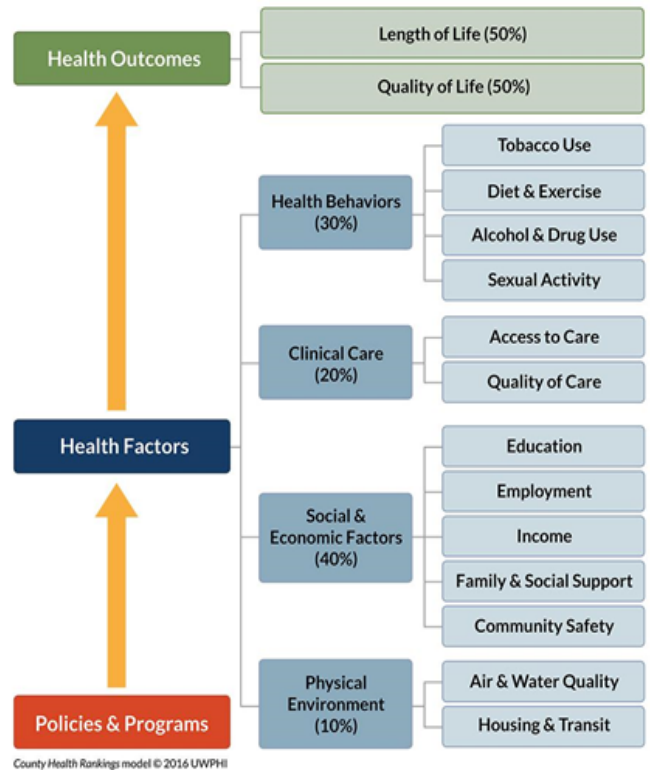 Health Outcomes
Length of Life (50%)
Quality of Life (50%)
Health Factors
Health Behaviors
(30%)
Tobacco Use
Diet & Exercise
Alcohol & Drug Use
Sexual Activity
Clinical Care
(20%)
Access to Care
Quality of Care
Social &
Economic Factors
(40%)
Education
Employment
Income
Family & Social Support
Community Safety
Physical
Environment
(10%)
Air & Water Quality
Housing & Transit
Policies & Programs
County Health Rankings model © 2016 UWPHI